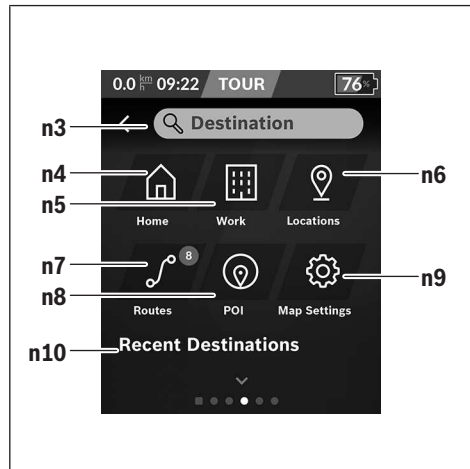 0.0 km/h 09:22 TOUR 76%
n3 Destination
n4 n6
n5
Home Work Locations
n7 8
n8 n9
Routes POI Map Settings
n10 Recent Destinations